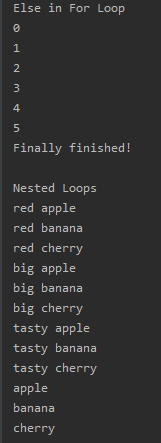 Else in For Loop
0
1
2
3
4
5
Finally finished!

Nested Loops
red apple
red banana
red cherry
big apple
big banana
big cherry
tasty apple
tasty banana
tasty cherry
apple
banana
cherry